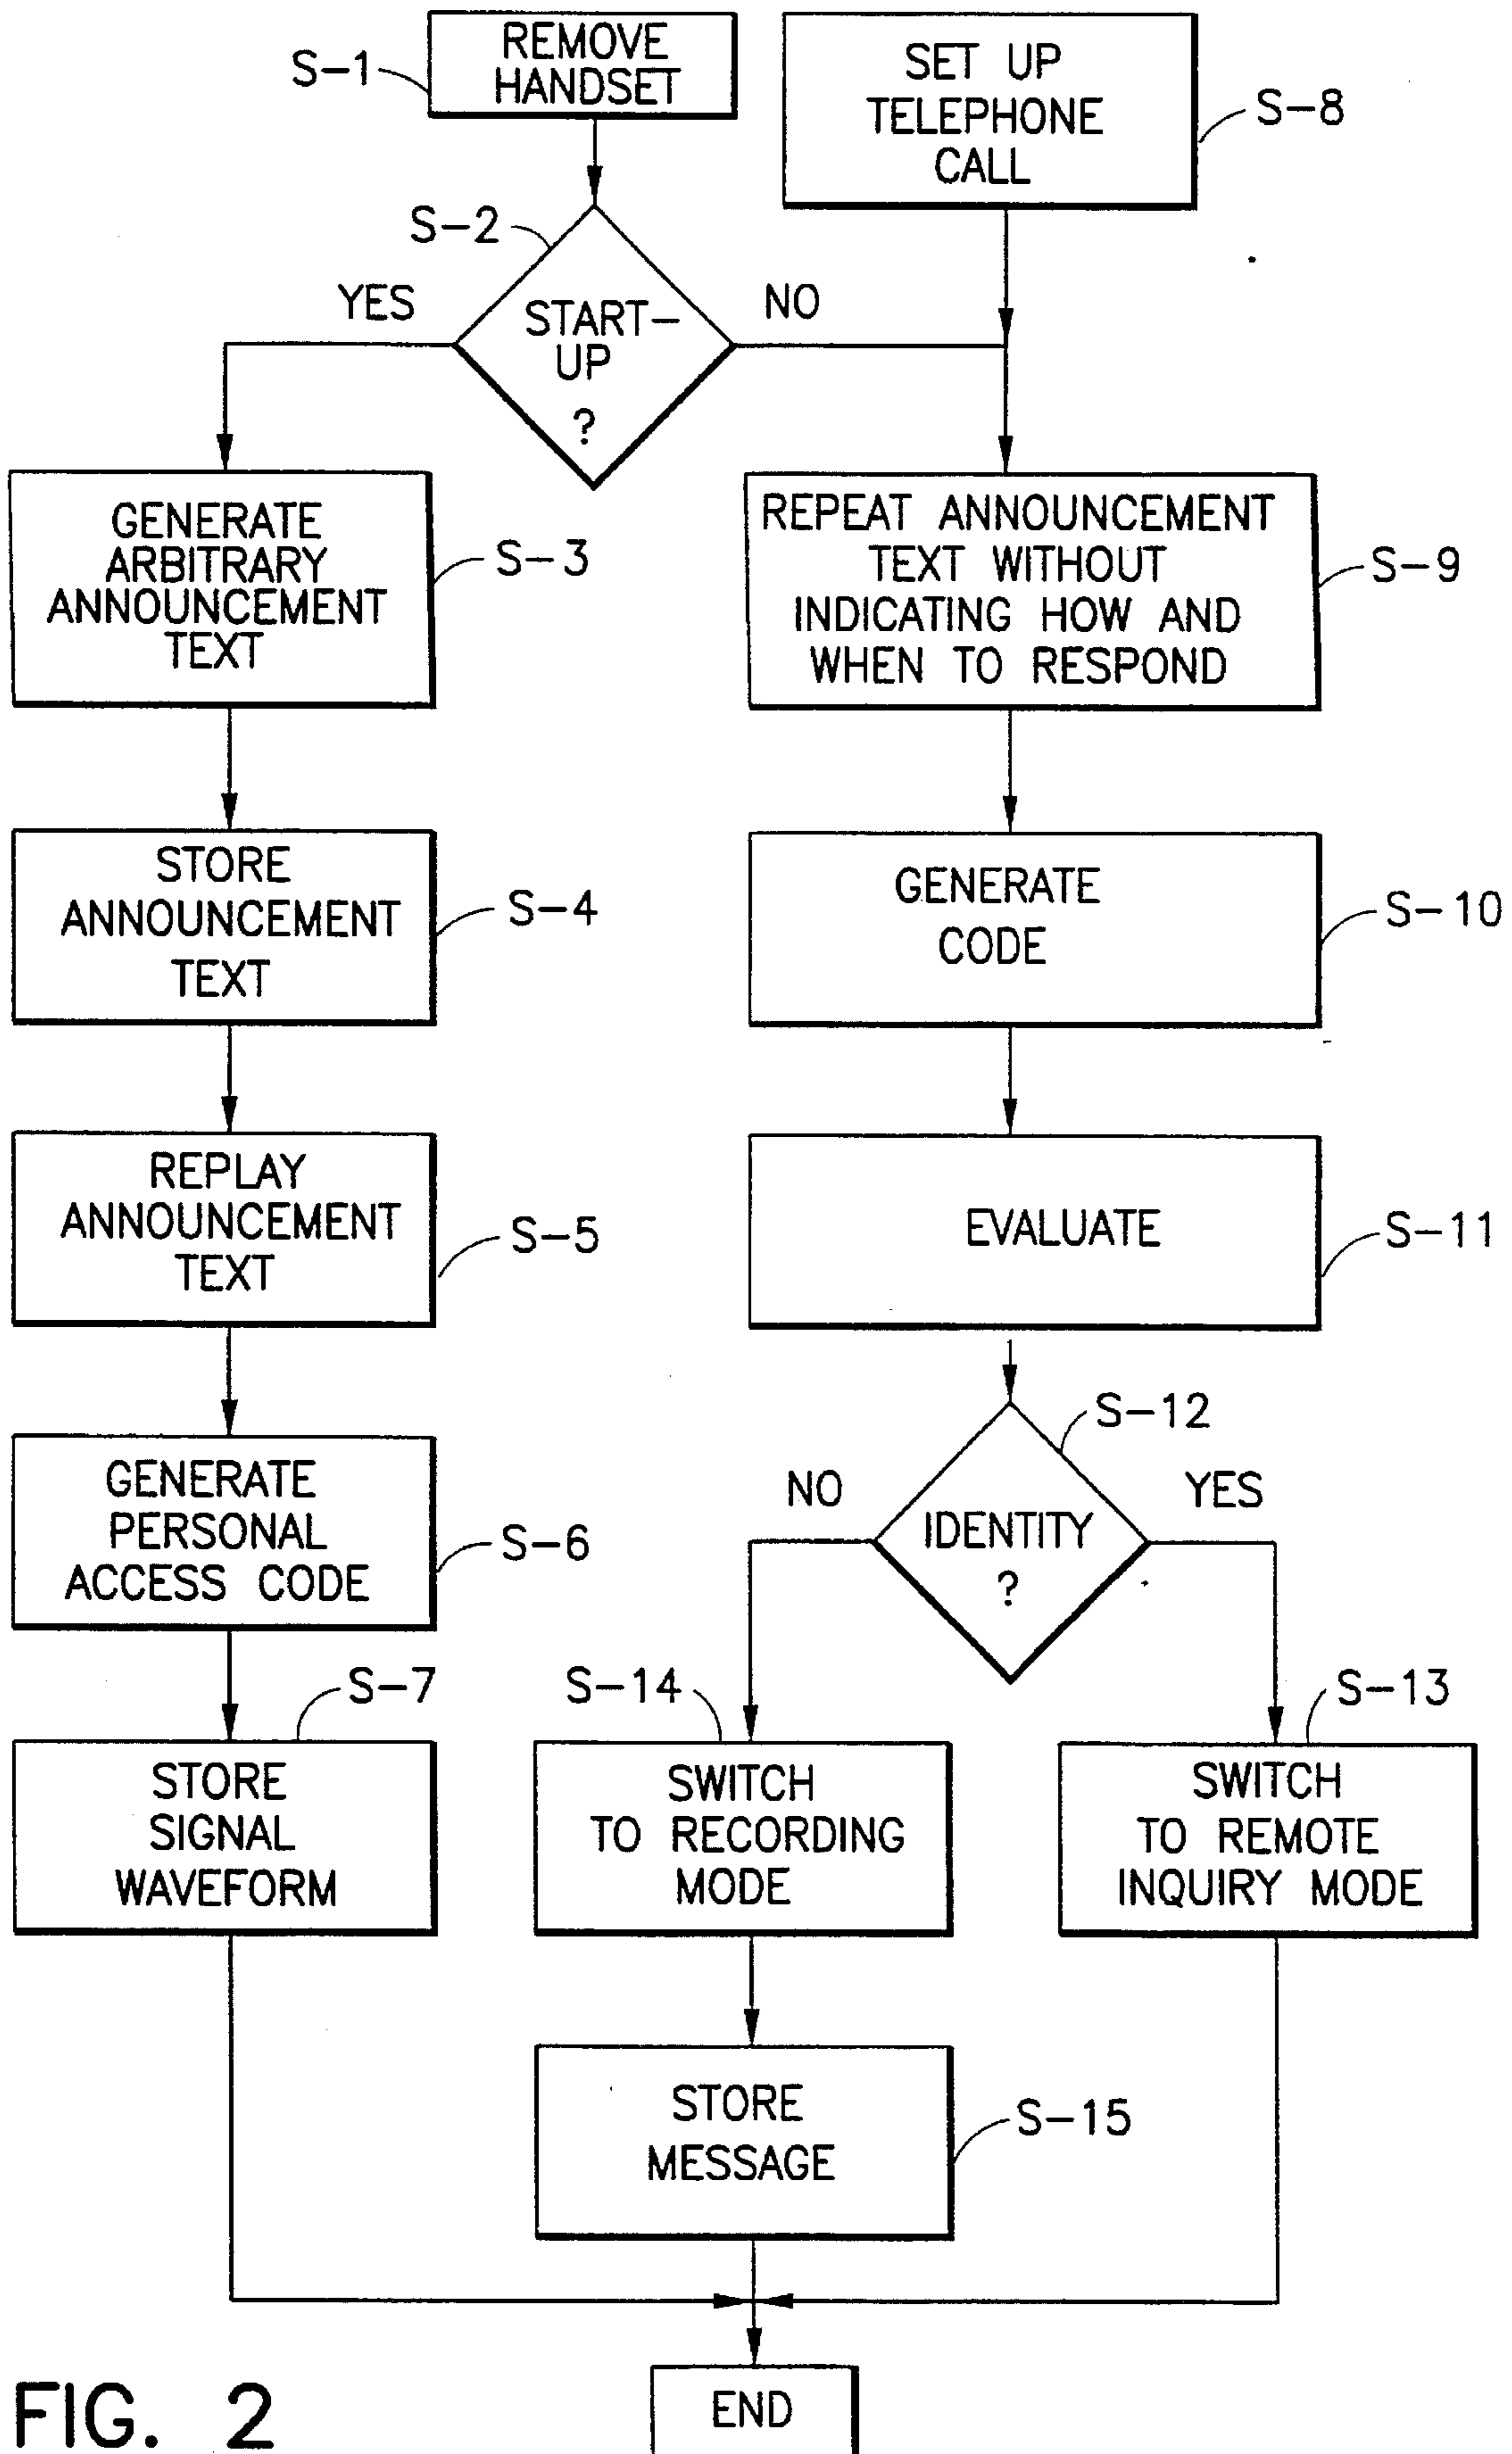 REMOVE
HANDSET
S-1
SET UP
TELEPHONE
CALL
S-8
S-2
YES
START-
UP
?
NO
GENERATE
ARBITRARY
ANNOUNCEMENT
TEXT
S-3
REPEAT ANNOUNCEMENT
TEXT WITHOUT
INDICATING HOW AND
WHEN TO RESPOND
S-9
STORE
ANNOUNCEMENT
TEXT
S-4
GENERATE
CODE
S-10
REPLAY
ANNOUNCEMENT
TEXT
S-5
EVALUATE
S-11
GENERATE
PERSONAL
ACCESS CODE
S-6
S-12
NO
IDENTITY
?
YES
S-7
STORE
SIGNAL
WAVEFORM
S-14
SWITCH
TO RECORDING
MODE
S-13
SWITCH
TO REMOTE
INQUIRY MODE
STORE
MESSAGE
S-15
END
FIG. 2